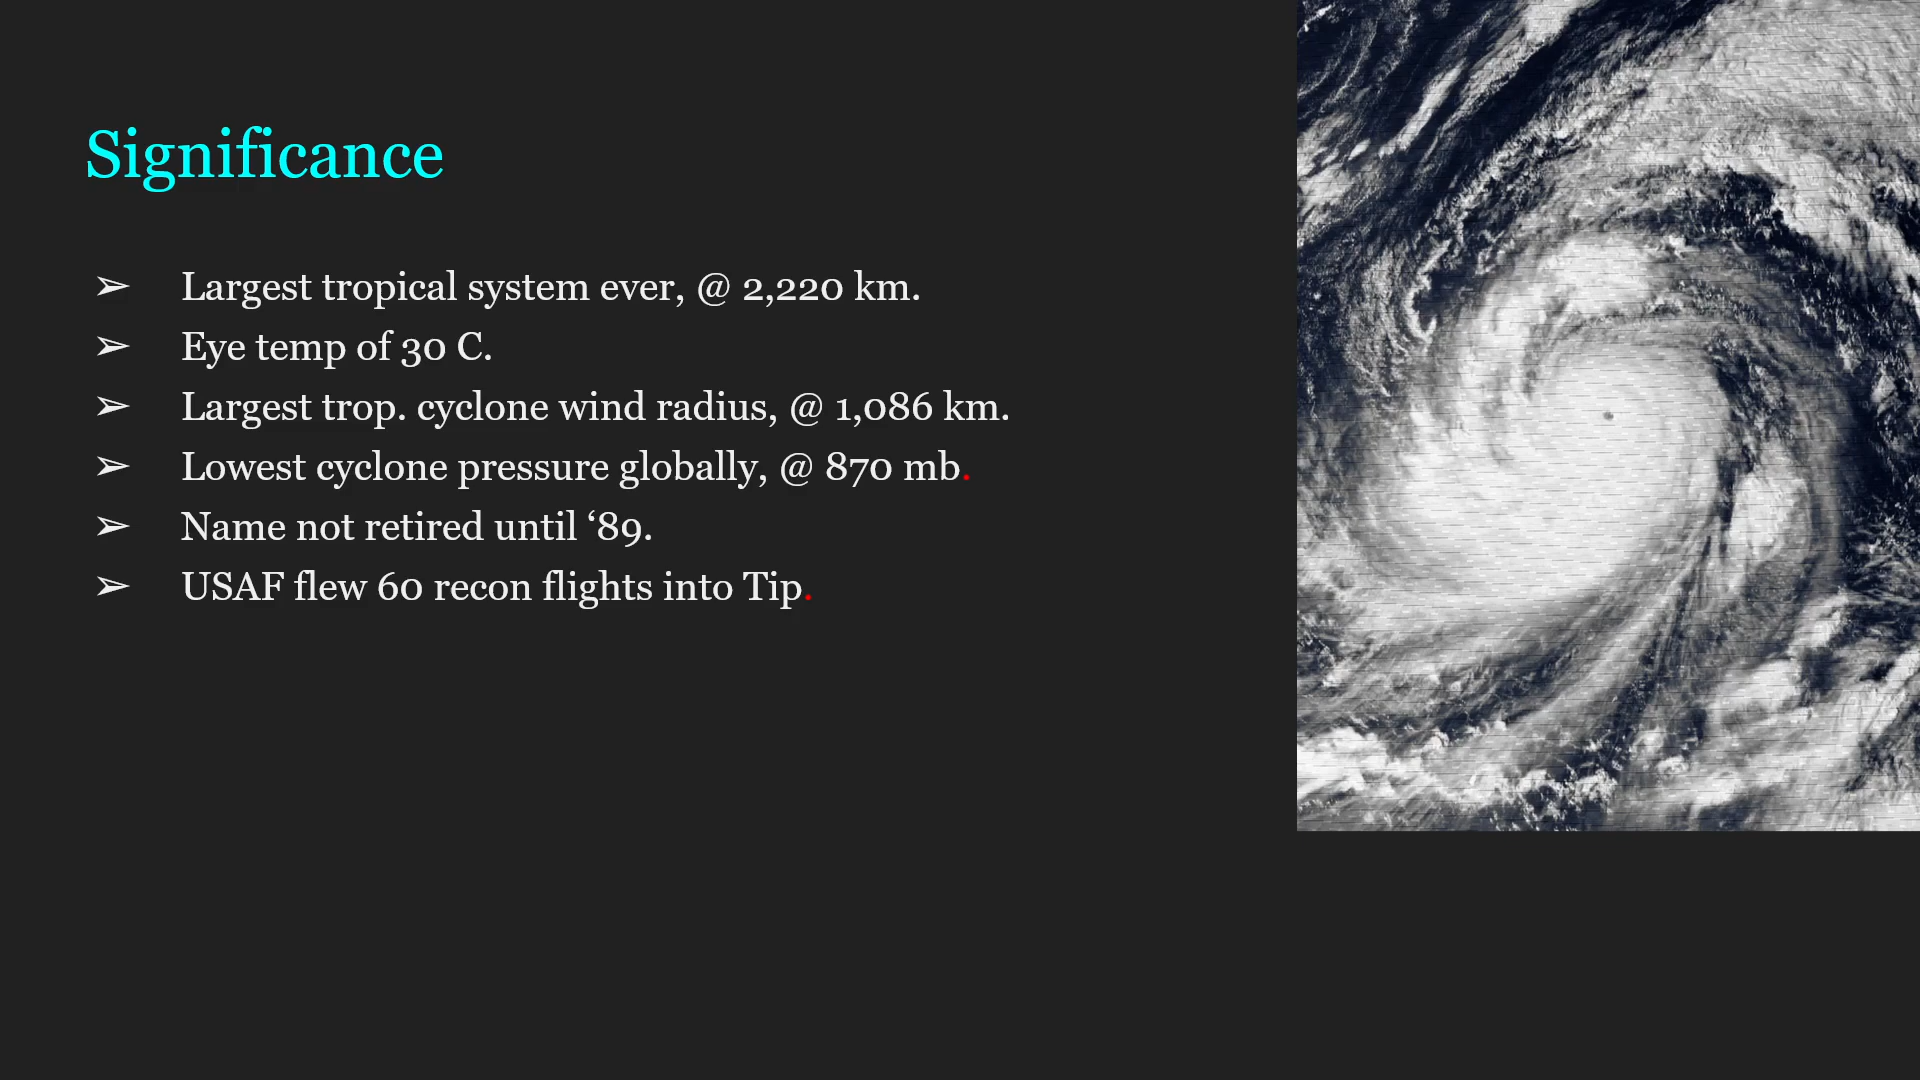 Significance
➢ Largest tropical system ever, @ 2,220 km.
➢ Eye temp of 30 C.
➢ Largest trop. cyclone wind radius, @ 1,086 km.
➢ Lowest cyclone pressure globally, @ 870 mb.
➢ Name not retired until ‘89.
➢ USAF flew 60 recon flights into Tip.